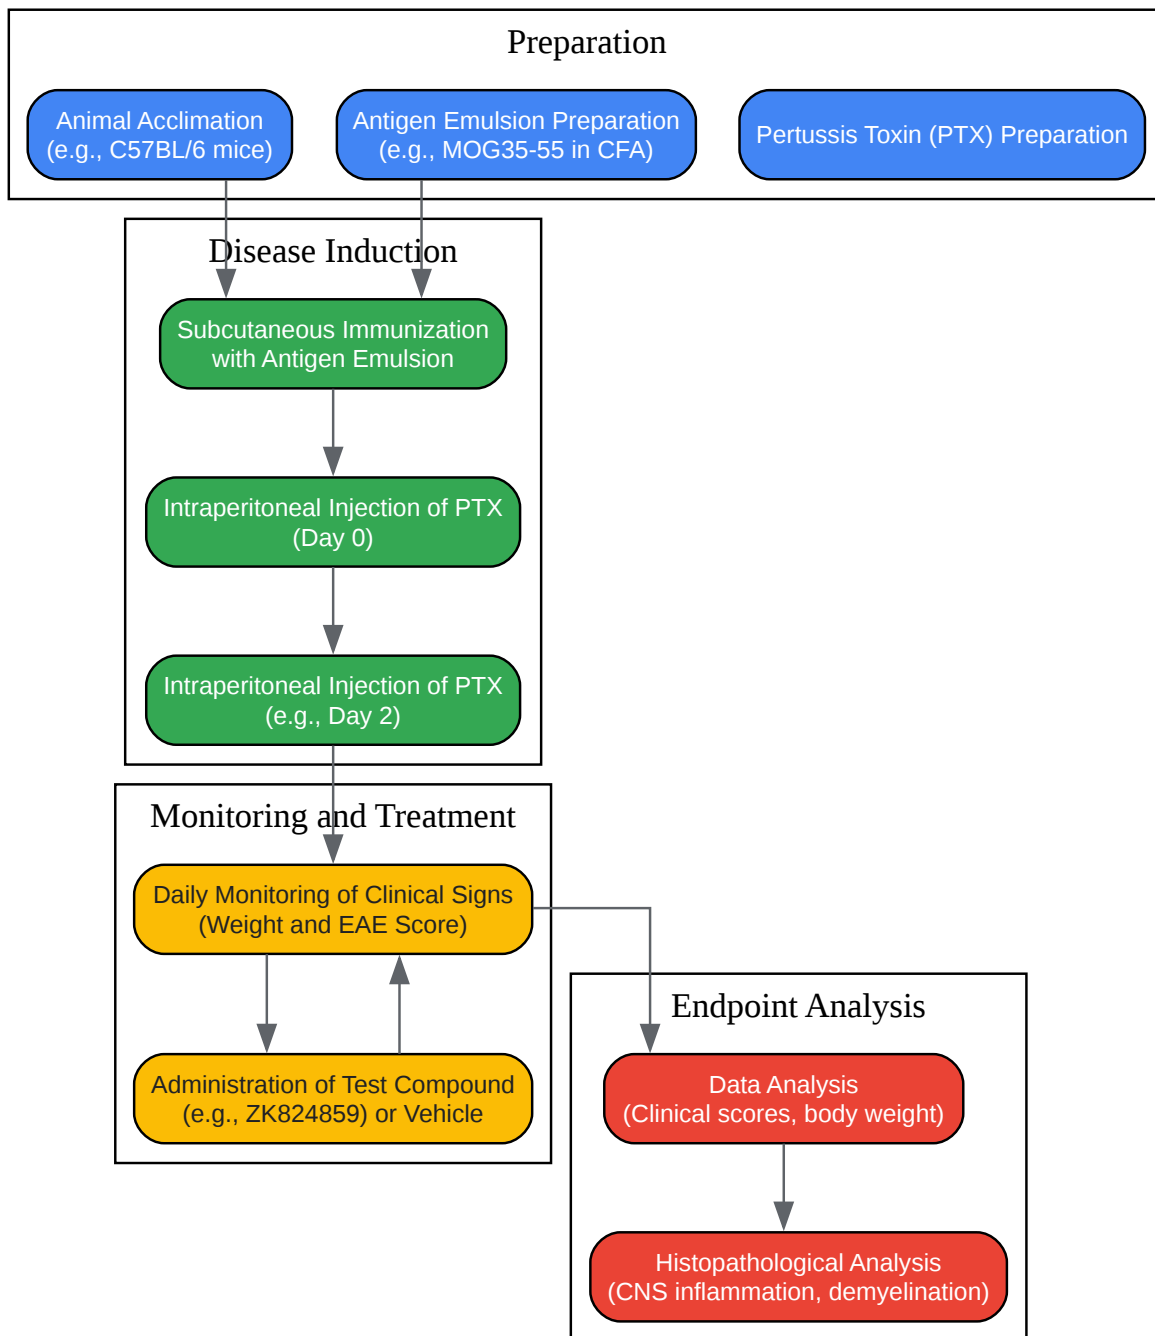 Preparation
Animal Acclimation
(e.g., C57BL/6 mice)
Antigen Emulsion Preparation
(e.g., MOG35-55 in CFA)
Pertussis Toxin (PTX) Preparation
Disease Induction
Subcutaneous Immunization
with Antigen Emulsion
Intraperitoneal Injection of PTX
(Day 0)
Intraperitoneal Injection of PTX
(e.g., Day 2)
Monitoring and Treatment
Daily Monitoring of Clinical Signs
(Weight and EAE Score)
Administration of Test Compound
(e.g., ZK824859) or Vehicle
Endpoint Analysis
Data Analysis
(Clinical scores, body weight)
Histopathological Analysis
(CNS inflammation, demyelination)